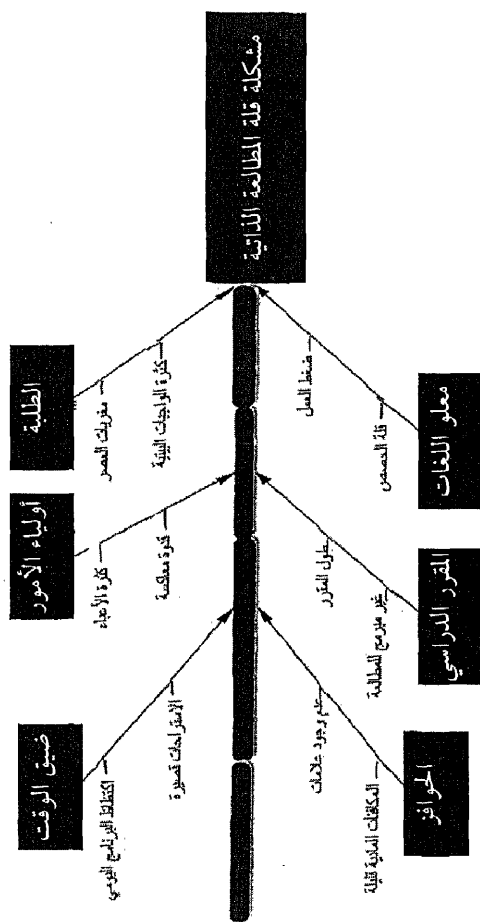 مشكلة قلة المطالعة الذاتية
الطلبة
مغريات العصر
كثرة الواجبات البيتية
أولياء الأمور
كثرة الأعباء
قدوة معاكسة
ضيق الوقت
اكتظاظ البرنامج اليومي
الاستراحات قصيرة
معلمو اللغات
قلة الحصص
ضغط العمل
المقرر الدراسي
غير مبرمج للمطالعة
طول المقرر
الحوافز
المكافآت المادية قليلة
عدم وجود علامات